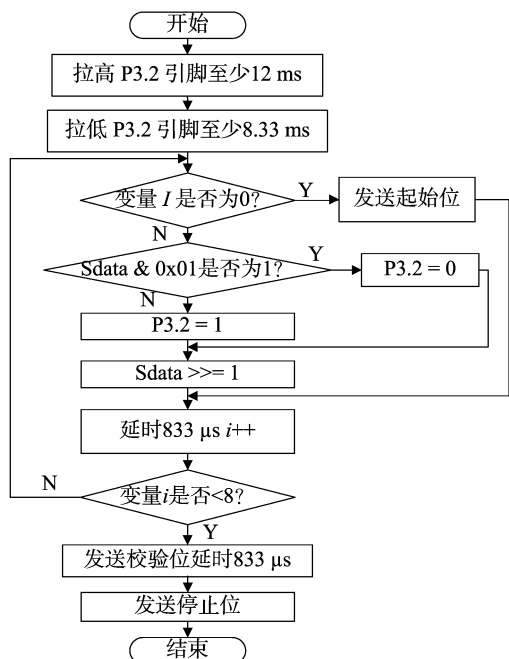 开始
拉高 P3.2 引脚至少12 ms
拉低 P3.2 引脚至少8.33 ms
变量 I 是否为0?
Y
发送起始位
N
Sdata & 0x01是否为1?
Y
P3.2 = 0
N
P3.2 = 1
Sdata >>= 1
延时833 μs i++
N
变量i是否<8?
Y
发送校验位延时833 μs
发送停止位
结束